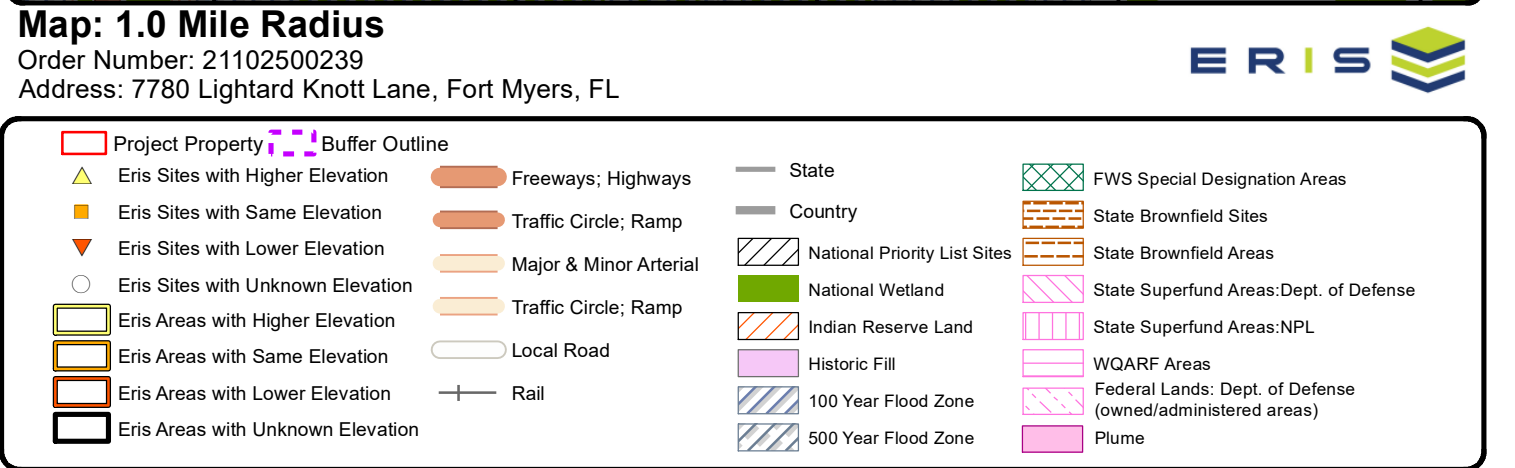 Map: 1.0 Mile Radius
Order Number: 21102500239
Address: 7780 Lightard Knott Lane, Fort Myers, FL
ERIS
Project Property
Buffer Outline
Eris Sites with Higher Elevation
Eris Sites with Same Elevation
Eris Sites with Lower Elevation
Eris Sites with Unknown Elevation
Eris Areas with Higher Elevation
Eris Areas with Same Elevation
Eris Areas with Lower Elevation
Eris Areas with Unknown Elevation
Freeways; Highways
Traffic Circle; Ramp
Major & Minor Arterial
Traffic Circle; Ramp
Local Road
Rail
State
Country
National Priority List Sites
National Wetland
Indian Reserve Land
Historic Fill
100 Year Flood Zone
500 Year Flood Zone
FWS Special Designation Areas
State Brownfield Sites
State Brownfield Areas
State Superfund Areas:Dept. of Defense
State Superfund Areas:NPL
WQARF Areas
Federal Lands: Dept. of Defense
(owned/administered areas)
Plume